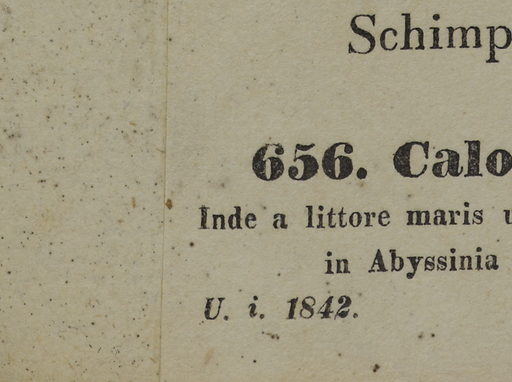 Schimp
656. Calo
Inde a littore maris u
in Abyssinia
U. i. 1842.